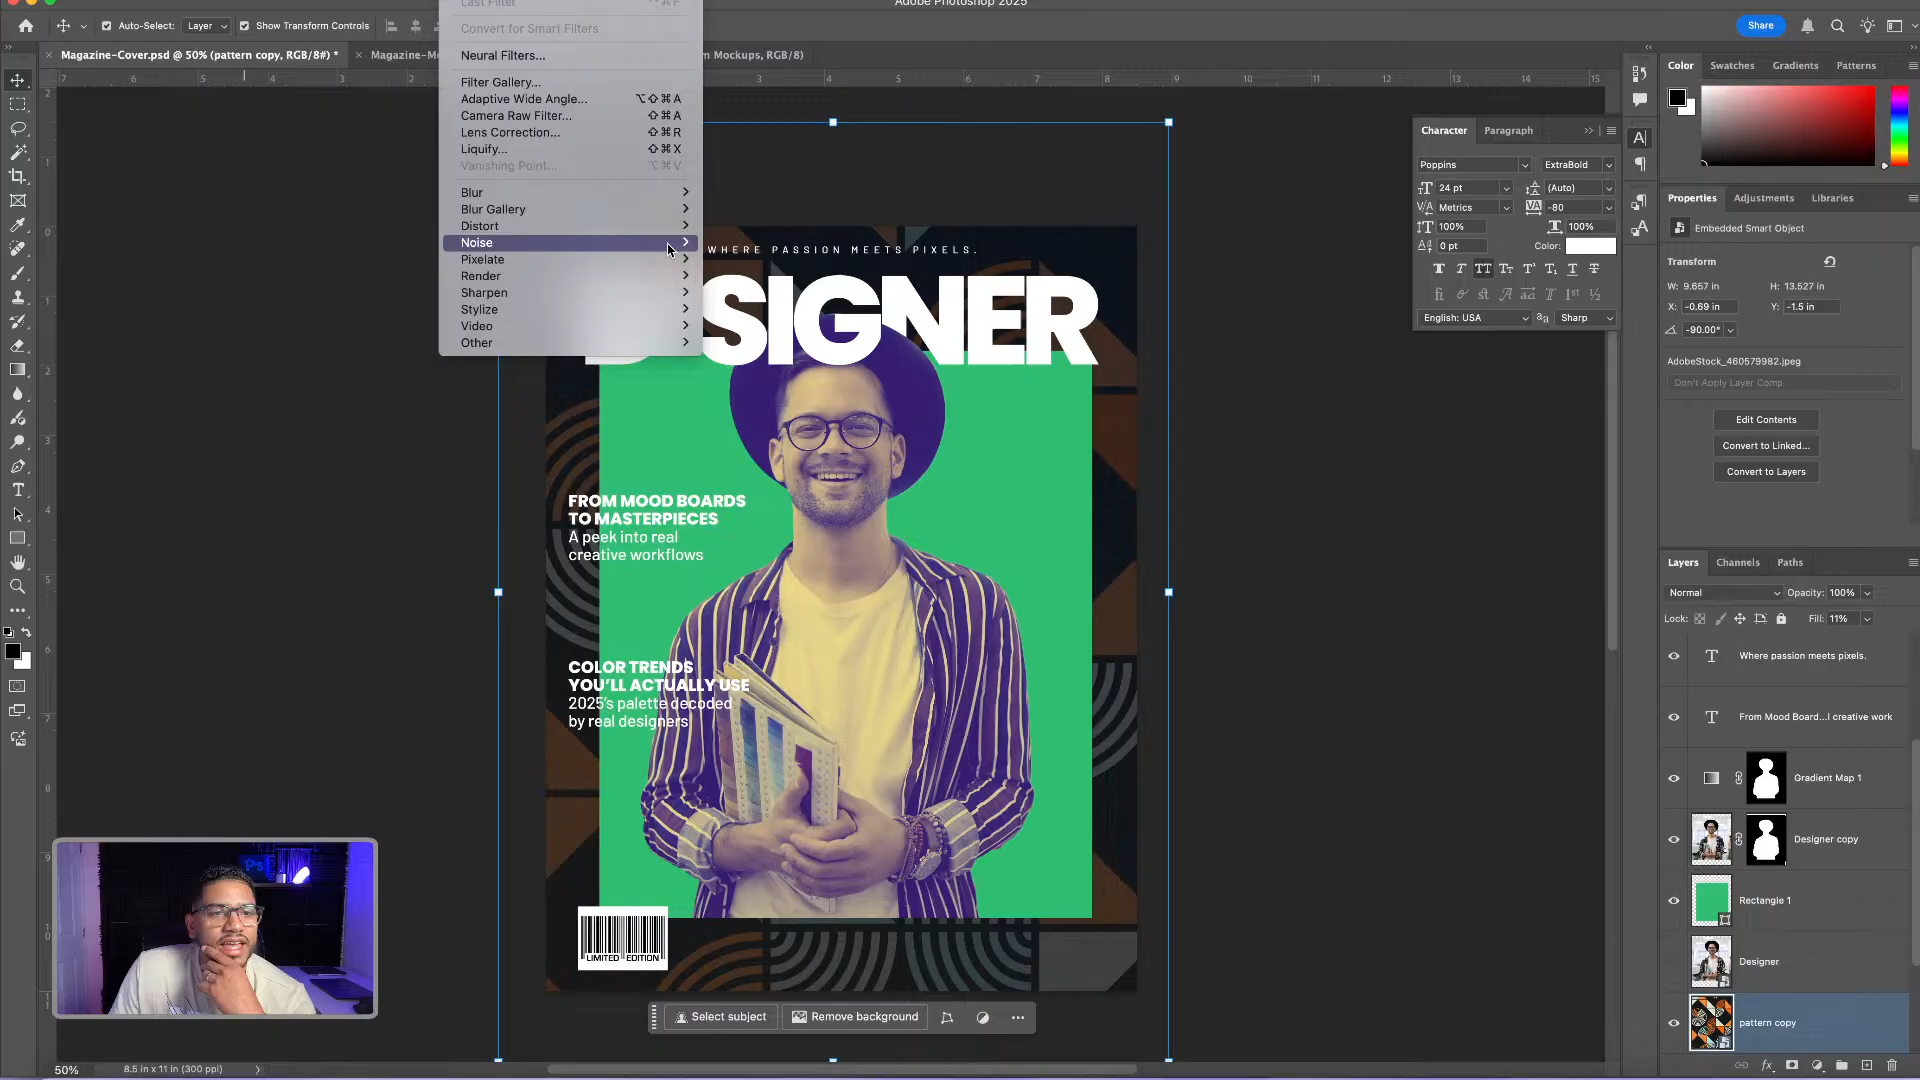 Adobe Photoshop 2025
Auto-Select:
Layer
Show Transform Controls
Share
Magazine-Cover.psd @ 50% (pattern copy, RGB/8#) *
Magazine-M
m Mockups, RGB/8)
Last Filter
Convert for Smart Filters
Neural Filters...
Filter Gallery...
Adaptive Wide Angle... ⌥⇧⌘A
Camera Raw Filter... ⇧⌘A
Lens Correction... ⇧⌘R
Liquify... ⇧⌘X
Vanishing Point... ⌥⌘V
Blur
Blur Gallery
Distort
Noise
Pixelate
Render
Sharpen
Stylize
Video
Other
WHERE PASSION MEETS PIXELS.
SIGNER
FROM MOOD BOARDS
TO MASTERPIECES
A peek into real
creative workflows
COLOR TRENDS
YOU'LL ACTUALLY USE
2025's palette decoded
by real designers
LIMITED EDITION
Select subject
Remove background
50%
8.5 in x 11 in (300 ppi)
Character
Paragraph
Poppins
ExtraBold
24 pt
(Auto)
Metrics
-80
100%
100%
0 pt
Color:
English: USA
Sharp
Color
Swatches
Gradients
Patterns
Properties
Adjustments
Libraries
Embedded Smart Object
Transform
W: 9.657 in
H: 13.527 in
X: -0.69 in
Y: -1.5 in
-90.00°
AdobeStock_460579982.jpeg
Don't Apply Layer Comp
Edit Contents
Convert to Linked...
Convert to Layers
Layers
Channels
Paths
Normal
Opacity: 100%
Lock:
Fill: 11%
Where passion meets pixels.
From Mood Board...l creative work
Gradient Map 1
Designer copy
Rectangle 1
Designer
pattern copy